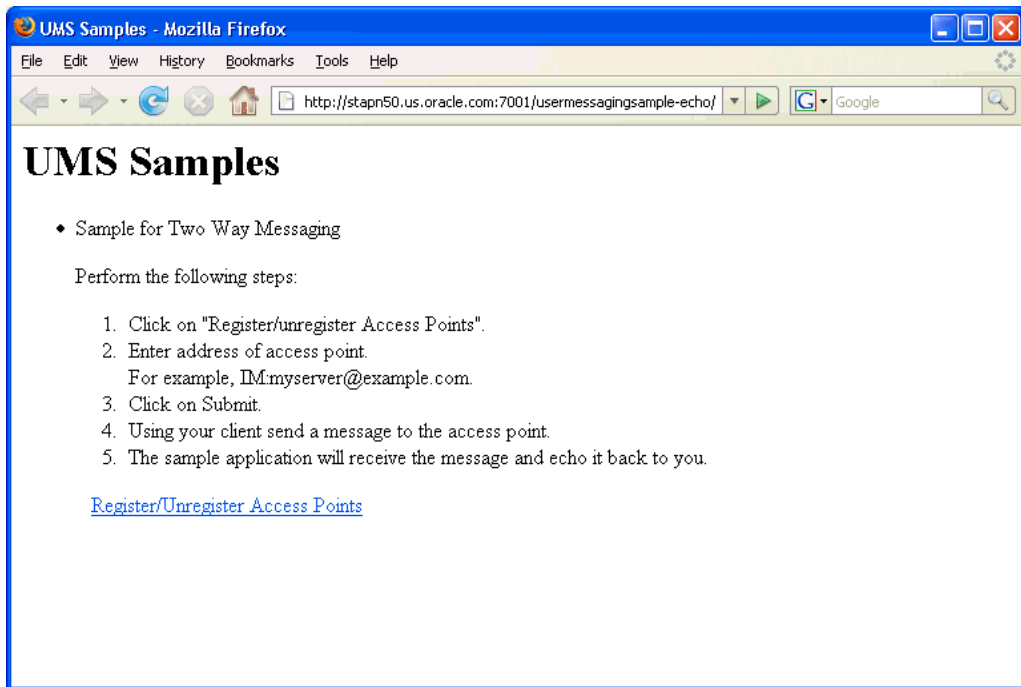 UMS Samples - Mozilla Firefox
File Edit View History Bookmarks Tools Help
http://stapn50.us.oracle.com:7001/usermessagingsample-echo/ G Google
UMS Samples
• Sample for Two Way Messaging
Perform the following steps:
1. Click on "Register/unregister Access Points".
2. Enter address of access point.
For example, IM:myserver@example.com.
3. Click on Submit.
4. Using your client send a message to the access point.
5. The sample application will receive the message and echo it back to you.
Register/Unregister Access Points